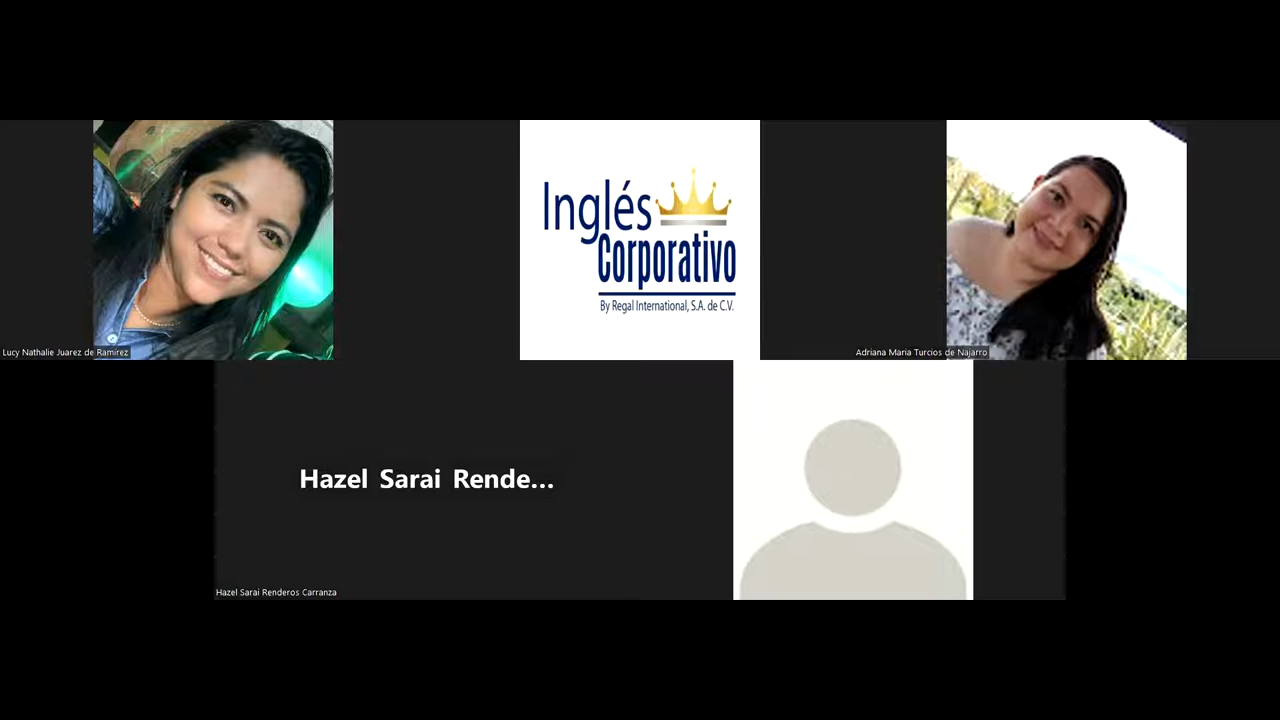 Inglés
Corporativo
By Regal International, S.A. de C.V.
Lucy Nathalie Juarez de Ramirez
Adriana Maria Turcios de Najarro
Hazel Sarai Rende...
Hazel Sarai Renderos Carranza